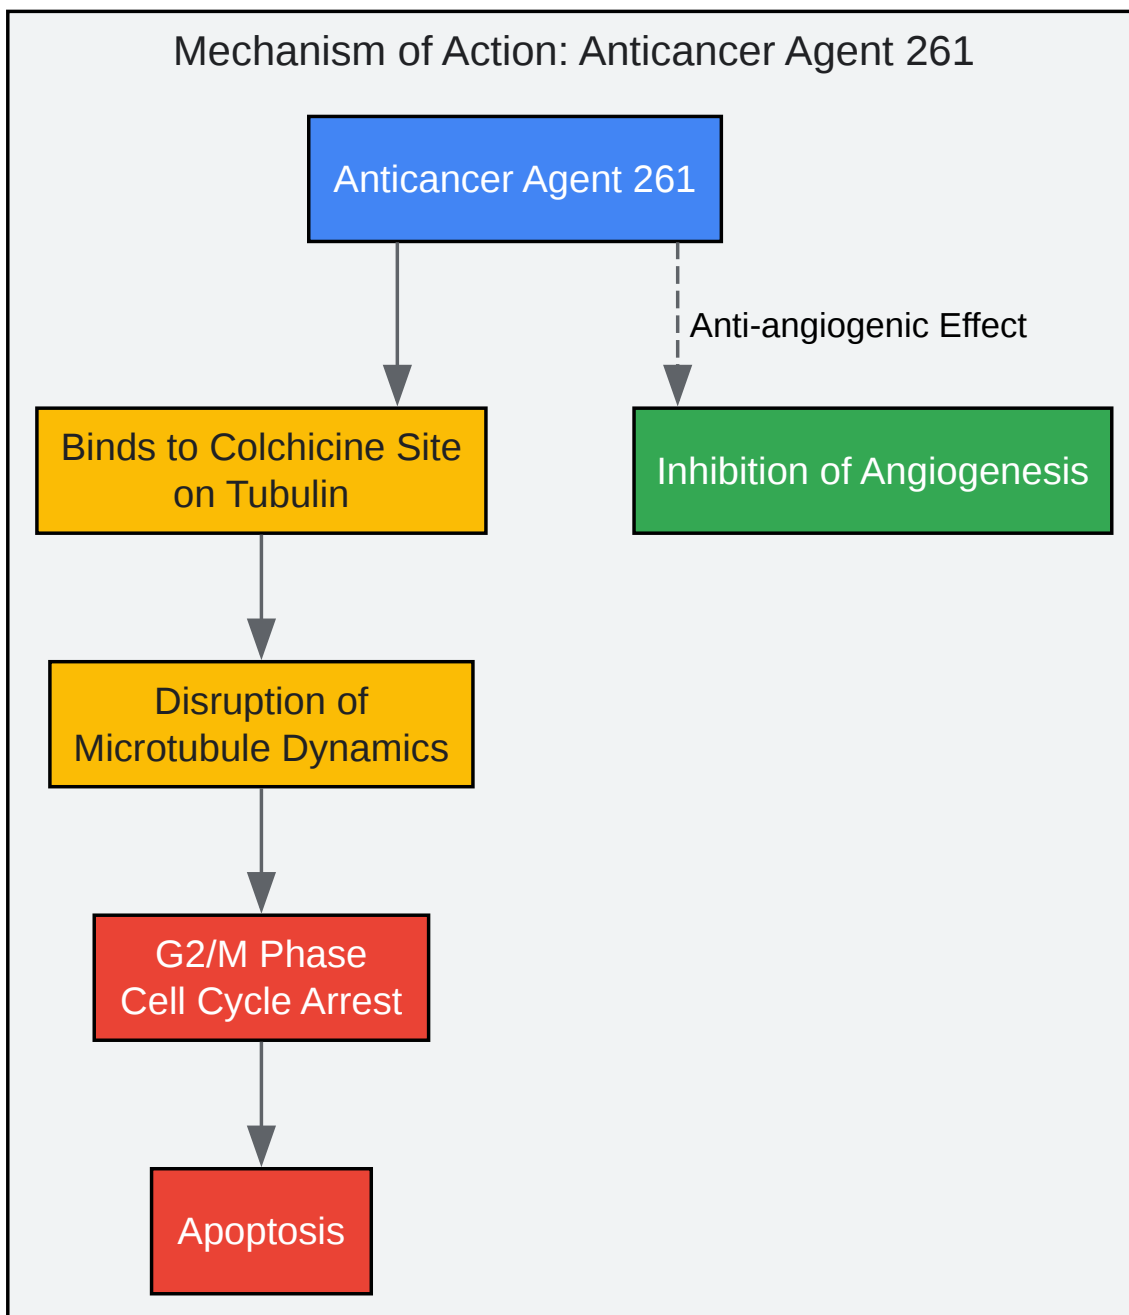 Mechanism of Action: Anticancer Agent 261
Anticancer Agent 261
Anti-angiogenic Effect
Binds to Colchicine Site
on Tubulin
Inhibition of Angiogenesis
Disruption of
Microtubule Dynamics
G2/M Phase
Cell Cycle Arrest
Apoptosis